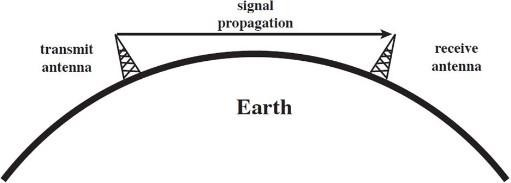 signal
propagation
transmit
antenna
receive
antenna
Earth